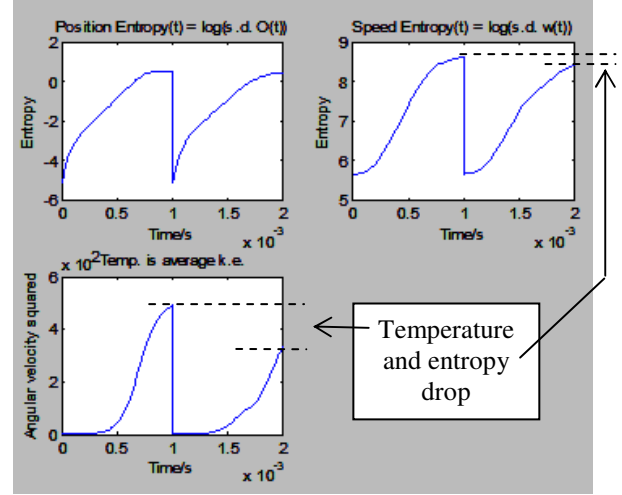 Position Entropy(t) = log(s.d. O(t))
2
0
-2
-4
-6
Entropy
0 0.5 1 1.5 2
Time/s
x 10⁻³
Speed Entropy(t) = log(s.d. w(t))
9
8
7
6
5
Entropy
0 0.5 1 1.5 2
Time/s
x 10⁻³
x 10² Temp. is average k.e.
6
4
2
0
Angular velocity squared
0 0.5 1 1.5 2
Time/s
x 10⁻³
Temperature
and entropy
drop